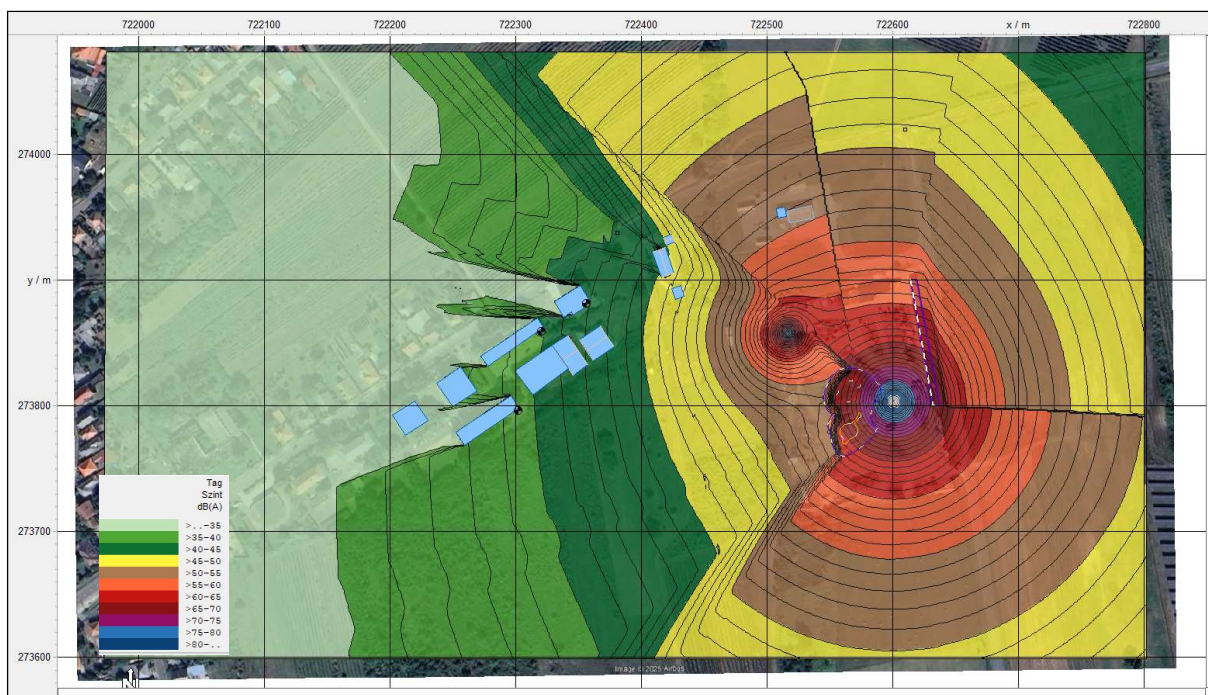 722000 722100 722200 722300 722400 722500 722600 x / m 722800
274000
y / m
273800
273700
273600
Tag
Szint
dB(A)
>..-35
>35-40
>40-45
>45-50
>50-55
>55-60
>60-65
>65-70
>70-75
>75-80
>80-..
Image © 2025 Airbus
N